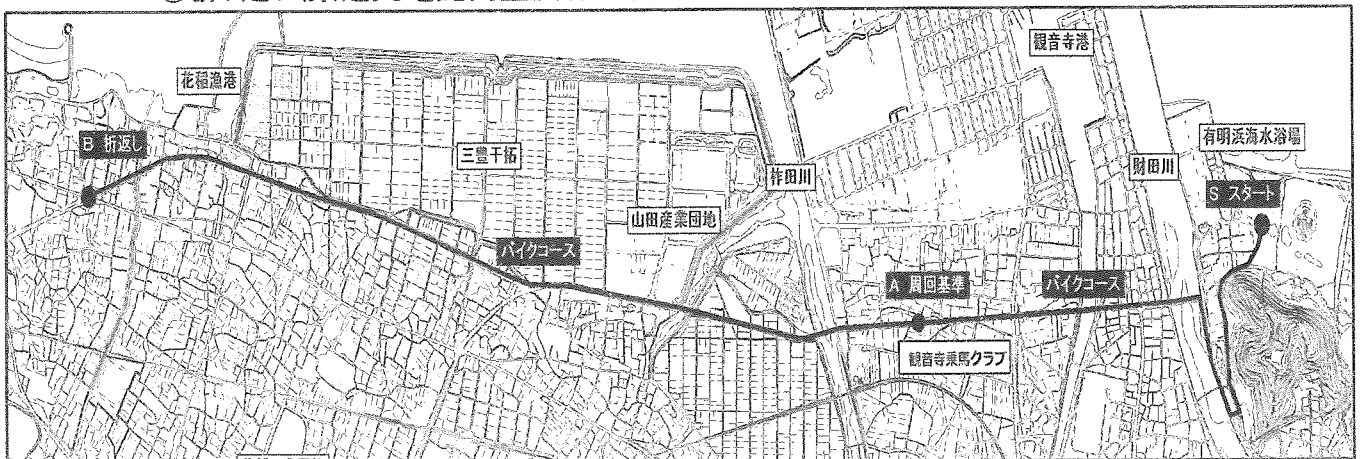 観音寺港
花稲漁港
B 折返し
有明浜海水浴場
三豊干拓
財田川
柞田川
S スタート
山田産業団地
バイクコース
A 周回基準
バイクコース
観音寺乗馬クラブ